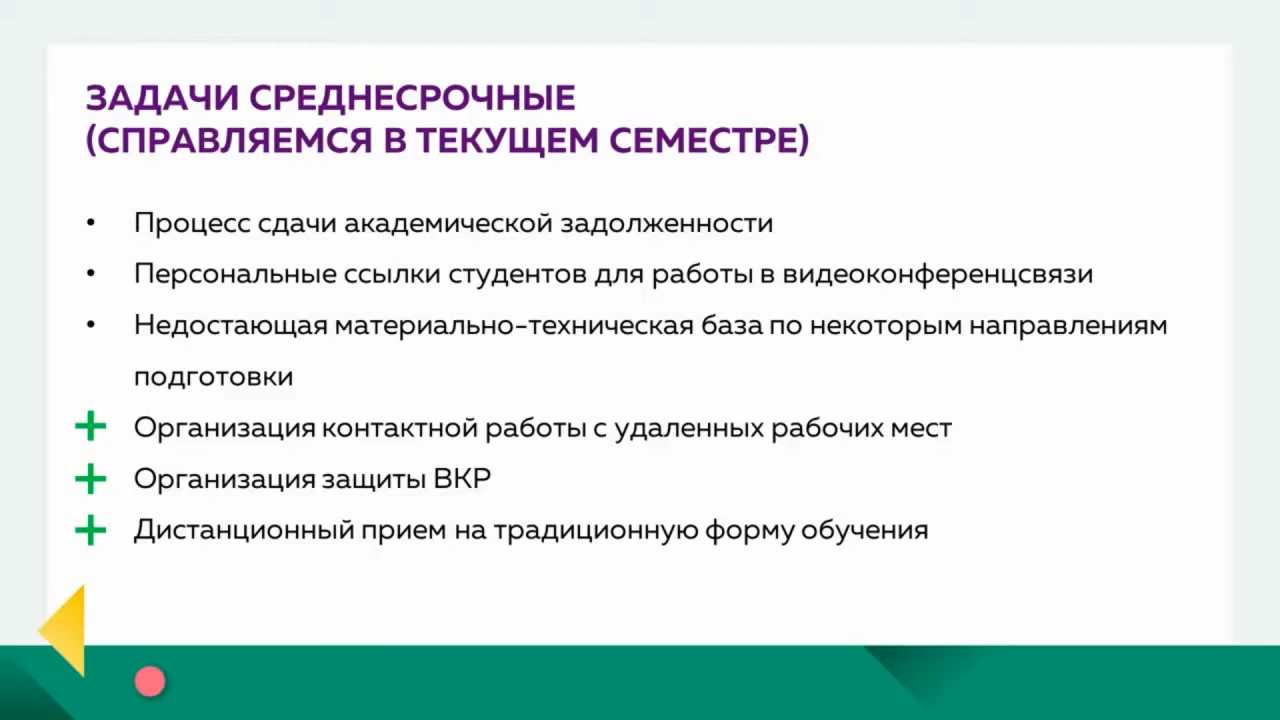 ЗАДАЧИ СРЕДНЕСРОЧНЫЕ
(СПРАВЛЯЕМСЯ В ТЕКУЩЕМ СЕМЕСТРЕ)
• Процесс сдачи академической задолженности
• Персональные ссылки студентов для работы в видеоконференцсвязи
• Недостающая материально-техническая база по некоторым направлениям
подготовки
+ Организация контактной работы с удаленных рабочих мест
+ Организация защиты ВКР
+ Дистанционный прием на традиционную форму обучения